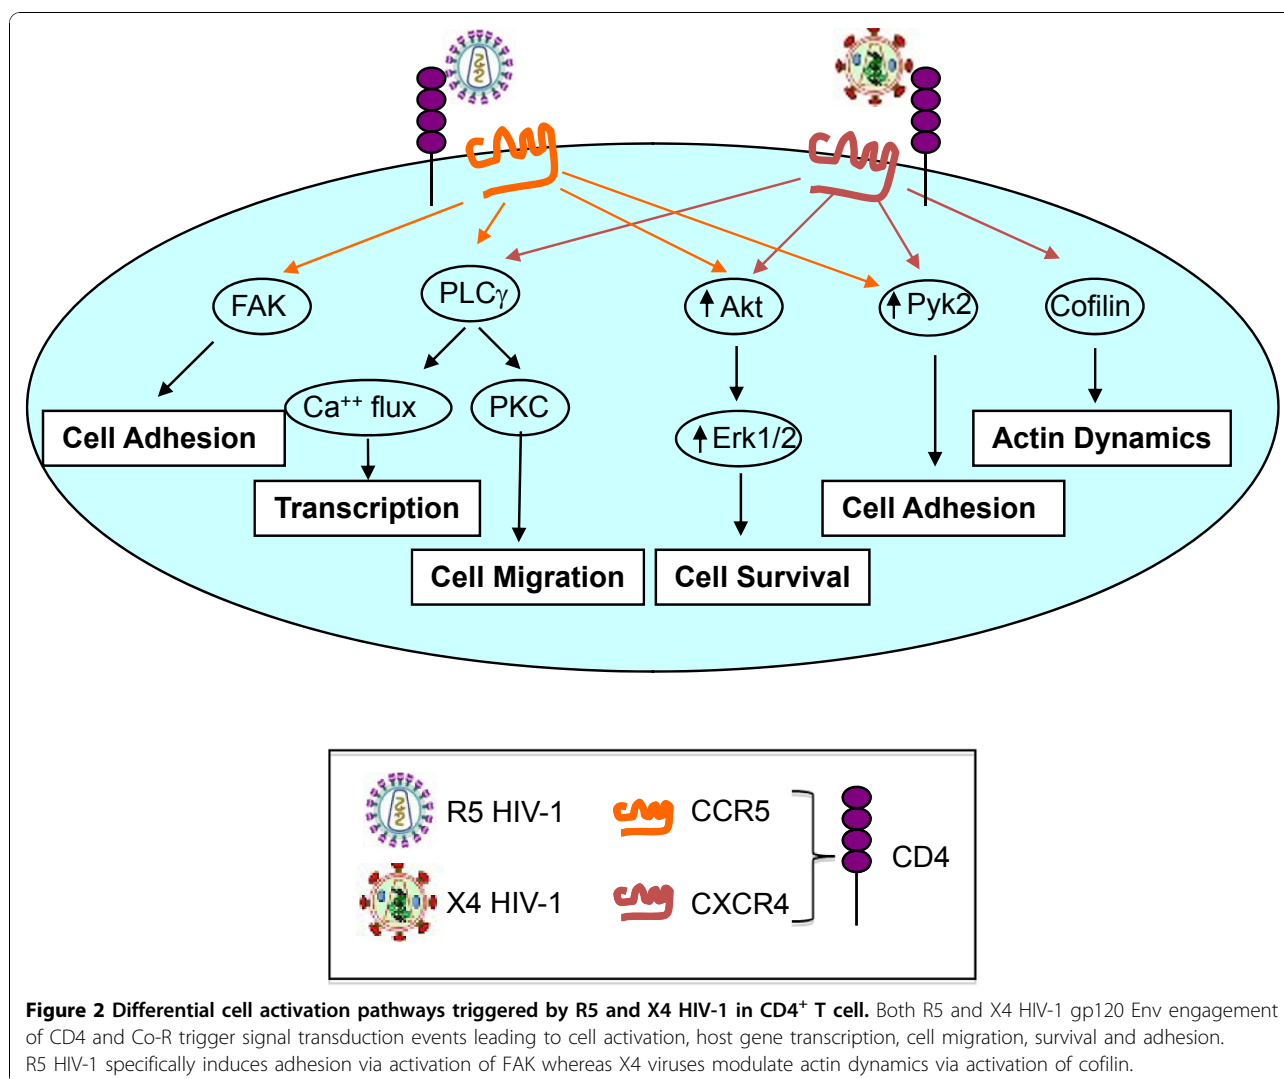 FAK
PLCγ
Akt
Pyk2
Cofilin
Ca⁺⁺ flux
PKC
Erk1/2
Cell Adhesion
Transcription
Cell Migration
Cell Survival
Cell Adhesion
Actin Dynamics
R5 HIV-1
CCR5
X4 HIV-1
CXCR4
CD4
Figure 2 Differential cell activation pathways triggered by R5 and X4 HIV-1 in CD4⁺ T cell. Both R5 and X4 HIV-1 gp120 Env engagement
of CD4 and Co-R trigger signal transduction events leading to cell activation, host gene transcription, cell migration, survival and adhesion.
R5 HIV-1 specifically induces adhesion via activation of FAK whereas X4 viruses modulate actin dynamics via activation of cofilin.